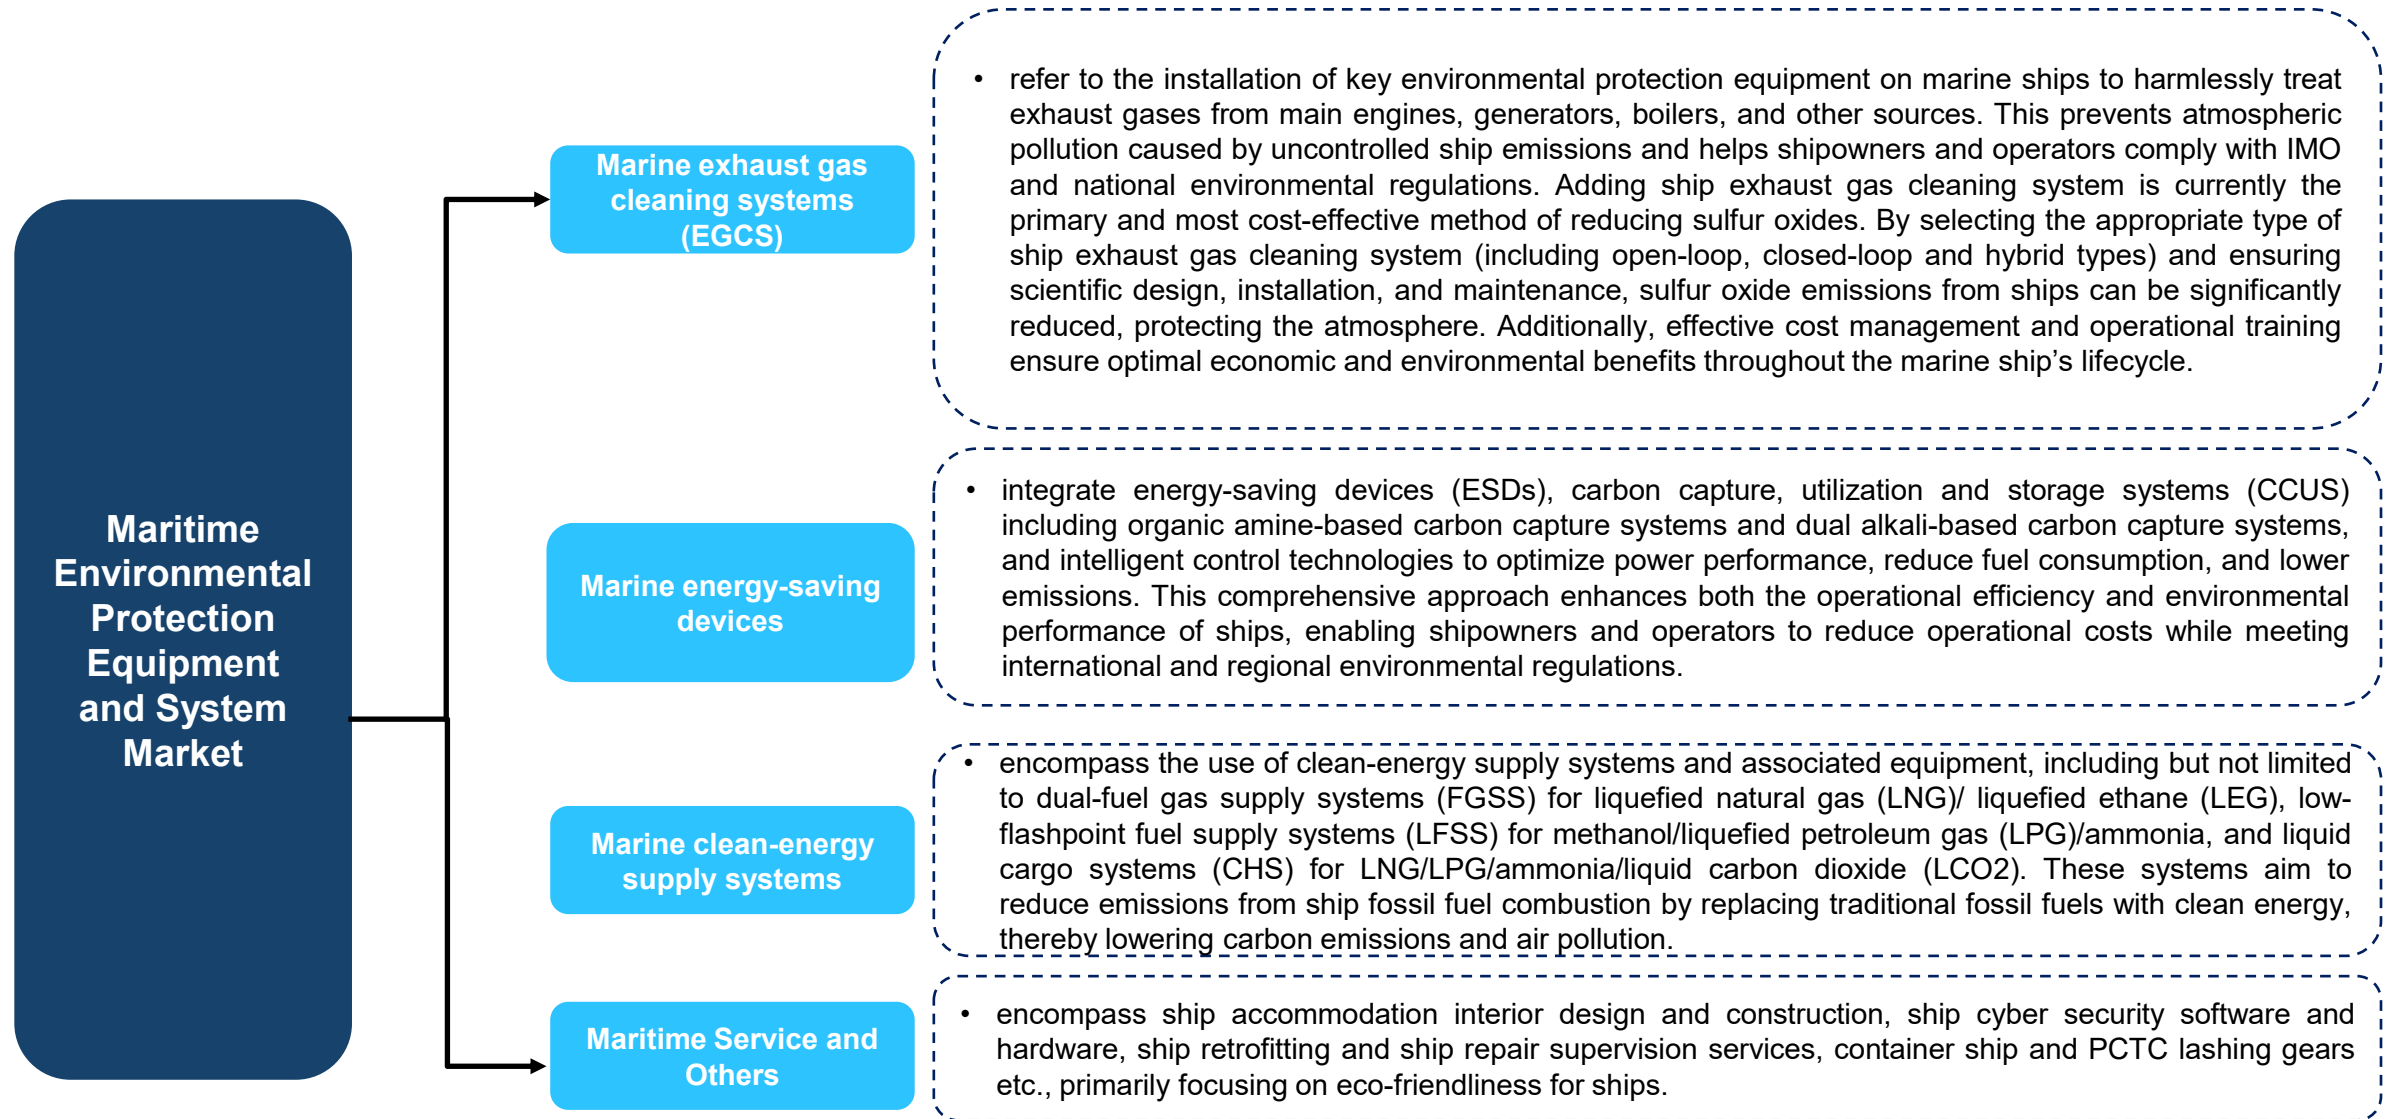 Maritime
Environmental
Protection
Equipment
and System
Market
Marine exhaust gas
cleaning systems
(EGCS)
• refer to the installation of key environmental protection equipment on marine ships to harmlessly treat
exhaust gases from main engines, generators, boilers, and other sources. This prevents atmospheric
pollution caused by uncontrolled ship emissions and helps shipowners and operators comply with IMO
and national environmental regulations. Adding ship exhaust gas cleaning system is currently the
primary and most cost-effective method of reducing sulfur oxides. By selecting the appropriate type of
ship exhaust gas cleaning system (including open-loop, closed-loop and hybrid types) and ensuring
scientific design, installation, and maintenance, sulfur oxide emissions from ships can be significantly
reduced, protecting the atmosphere. Additionally, effective cost management and operational training
ensure optimal economic and environmental benefits throughout the marine ship’s lifecycle.
Marine energy-saving
devices
• integrate energy-saving devices (ESDs), carbon capture, utilization and storage systems (CCUS)
including organic amine-based carbon capture systems and dual alkali-based carbon capture systems,
and intelligent control technologies to optimize power performance, reduce fuel consumption, and lower
emissions. This comprehensive approach enhances both the operational efficiency and environmental
performance of ships, enabling shipowners and operators to reduce operational costs while meeting
international and regional environmental regulations.
Marine clean-energy
supply systems
• encompass the use of clean-energy supply systems and associated equipment, including but not limited
to dual-fuel gas supply systems (FGSS) for liquefied natural gas (LNG)/ liquefied ethane (LEG), low-
flashpoint fuel supply systems (LFSS) for methanol/liquefied petroleum gas (LPG)/ammonia, and liquid
cargo systems (CHS) for LNG/LPG/ammonia/liquid carbon dioxide (LCO2). These systems aim to
reduce emissions from ship fossil fuel combustion by replacing traditional fossil fuels with clean energy,
thereby lowering carbon emissions and air pollution.
Maritime Service and
Others
• encompass ship accommodation interior design and construction, ship cyber security software and
hardware, ship retrofitting and ship repair supervision services, container ship and PCTC lashing gears
etc., primarily focusing on eco-friendliness for ships.